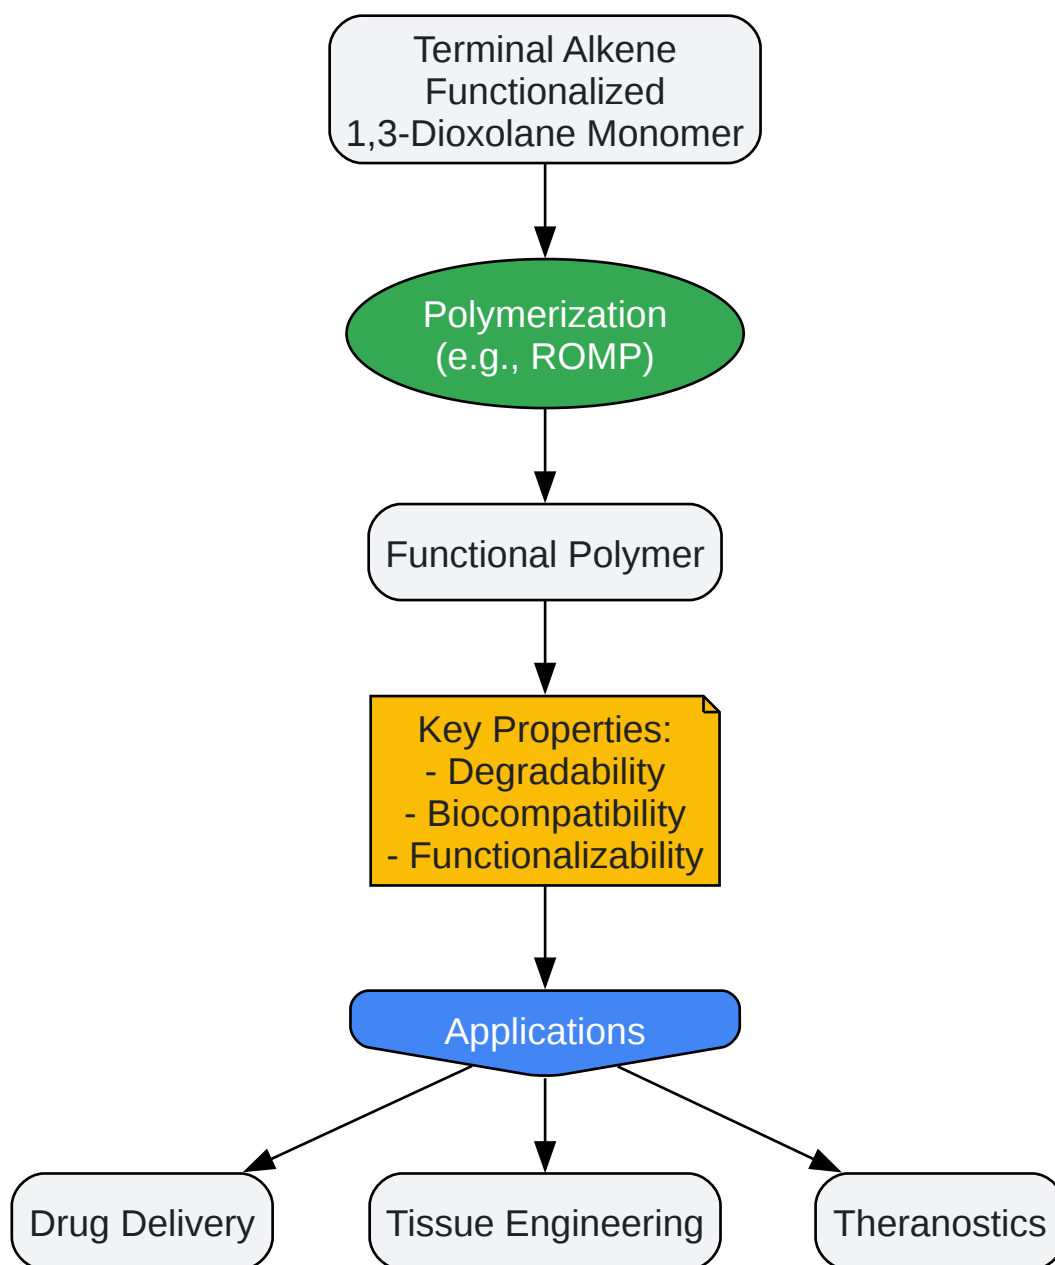 Terminal Alkene
Functionalized
1,3-Dioxolane Monomer
Polymerization
(e.g., ROMP)
Functional Polymer
Key Properties:
- Degradability
- Biocompatibility
- Functionalizability
Applications
Drug Delivery
Tissue Engineering
Theranostics